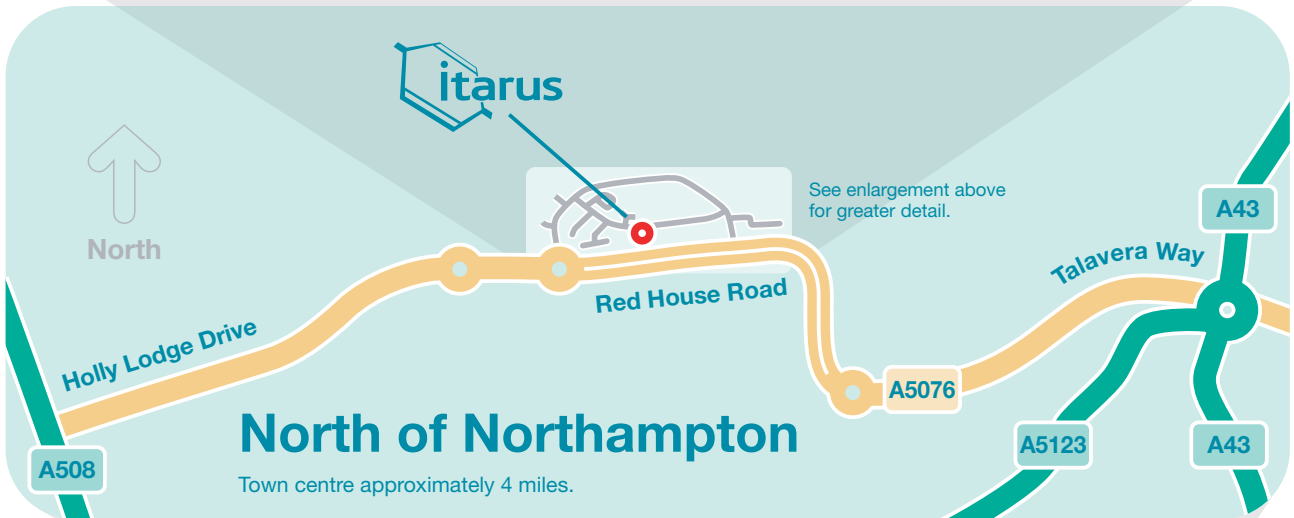 itarus
See enlargement above
for greater detail.
A43
North
Talavera Way
Red House Road
Holly Lodge Drive
A5076
North of Northampton
A5123
A43
A508
Town centre approximately 4 miles.